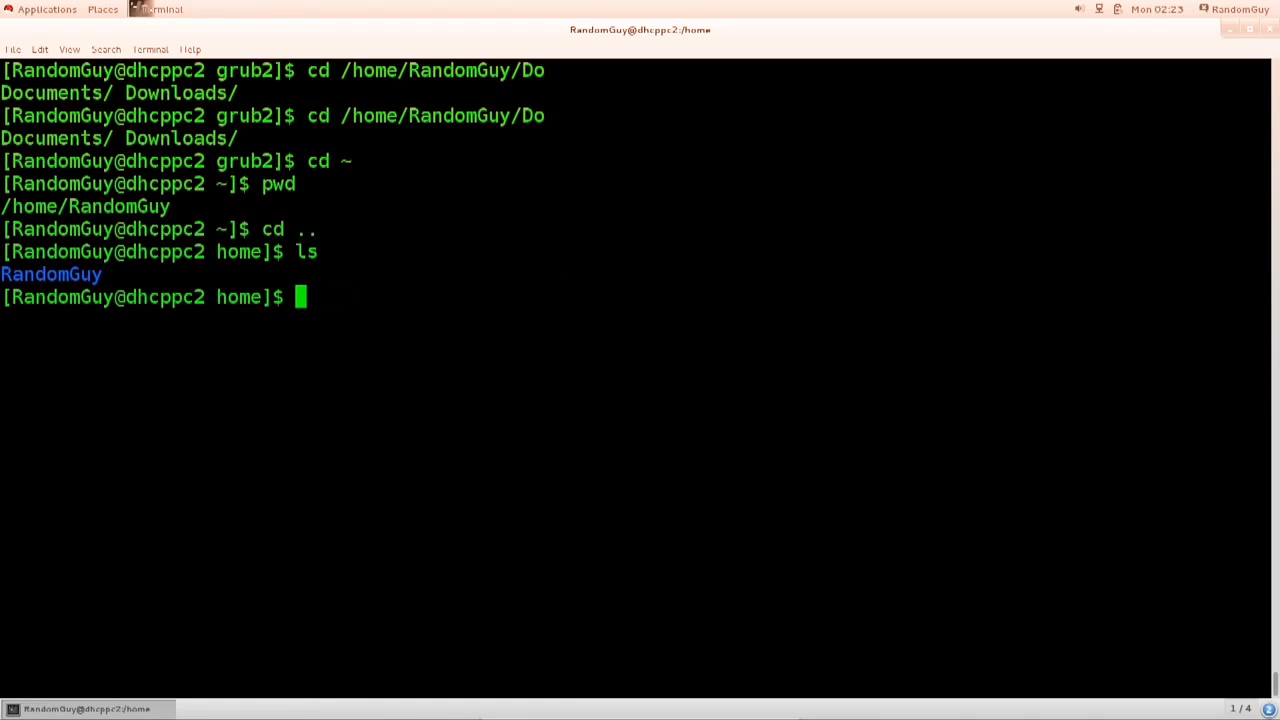 Applications Places Terminal Mon 02:23 RandomGuy
RandomGuy@dhcppc2:/home
File Edit View Search Terminal Help
[RandomGuy@dhcppc2 grub2]$ cd /home/RandomGuy/Do
Documents/ Downloads/
[RandomGuy@dhcppc2 grub2]$ cd /home/RandomGuy/Do
Documents/ Downloads/
[RandomGuy@dhcppc2 grub2]$ cd ~
[RandomGuy@dhcppc2 ~]$ pwd
/home/RandomGuy
[RandomGuy@dhcppc2 ~]$ cd ..
[RandomGuy@dhcppc2 home]$ ls
RandomGuy
[RandomGuy@dhcppc2 home]$
RandomGuy@dhcppc2:/home 1 / 4 2